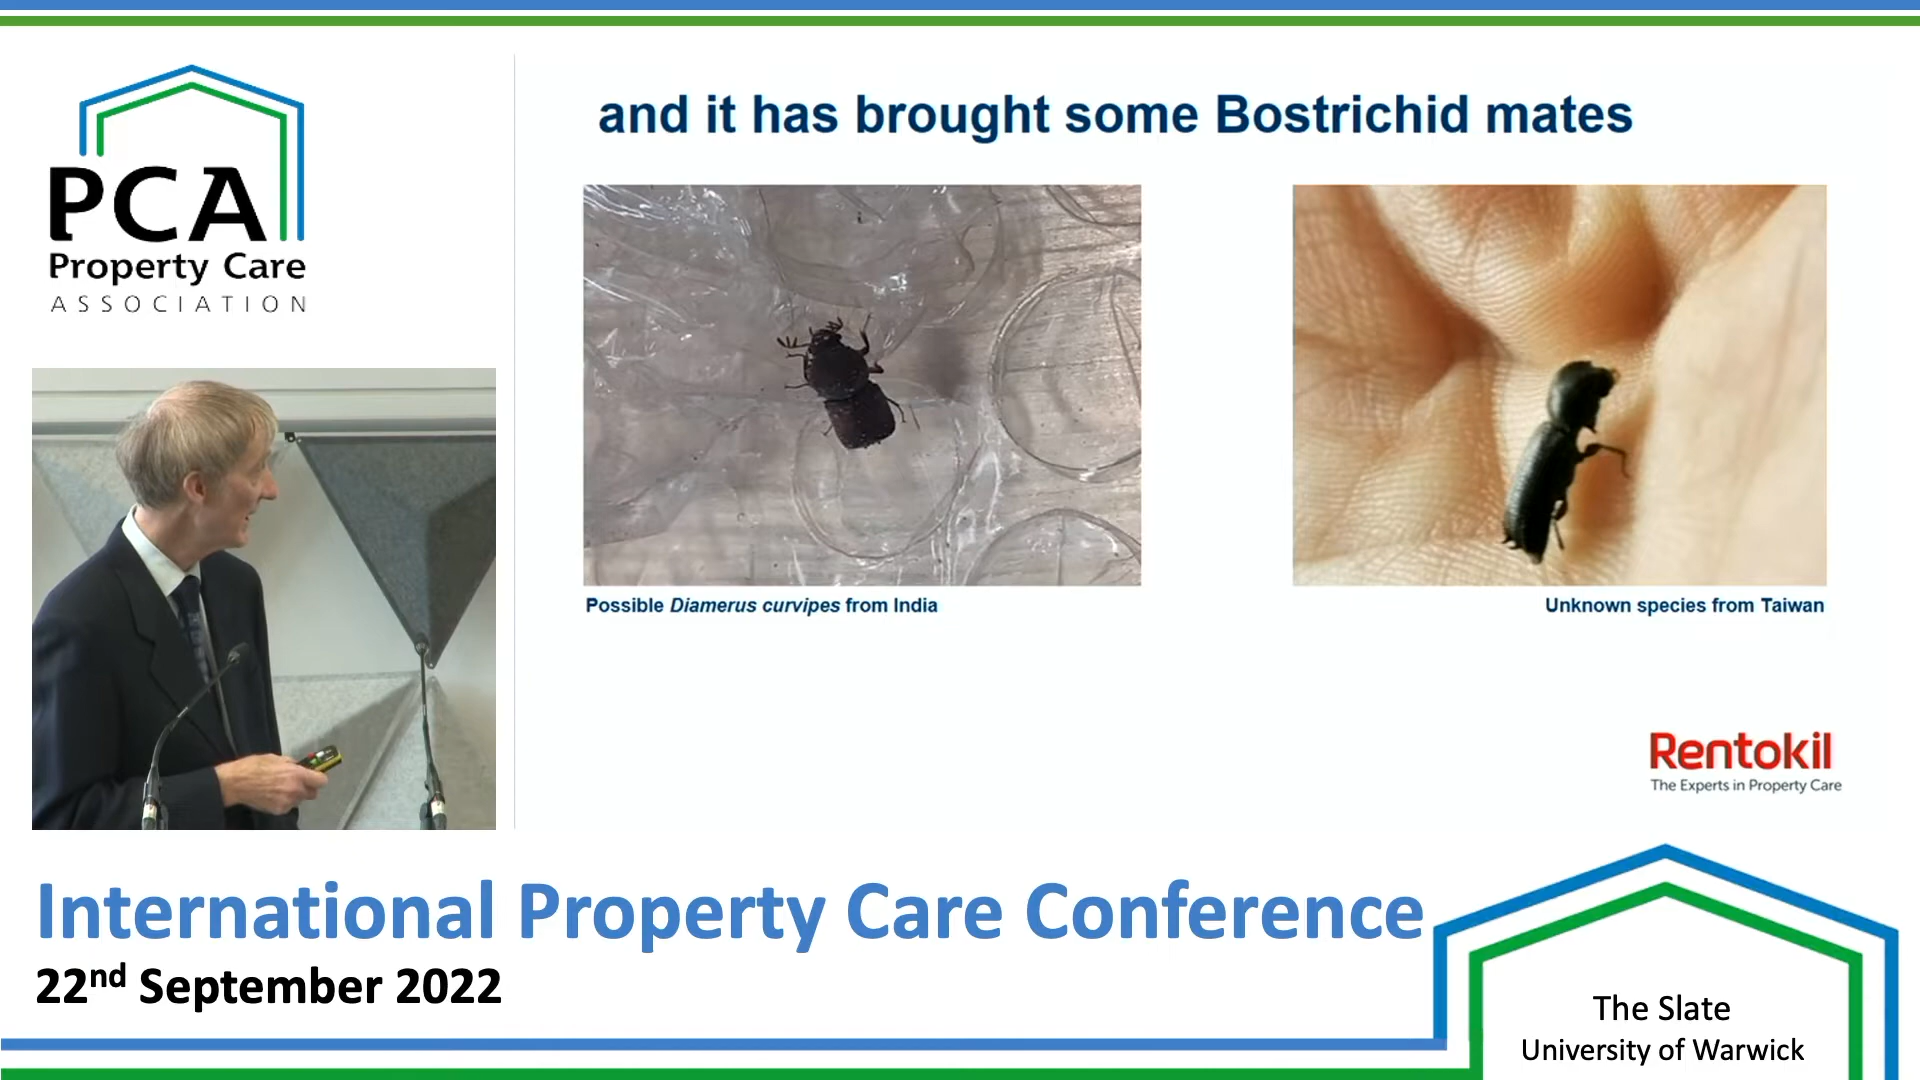 PCA
Property Care
ASSOCIATION
and it has brought some Bostrichid mates
Possible Diamerus curvipes from India
Unknown species from Taiwan
Rentokil
The Experts in Property Care
International Property Care Conference
22nd September 2022
The Slate
University of Warwick